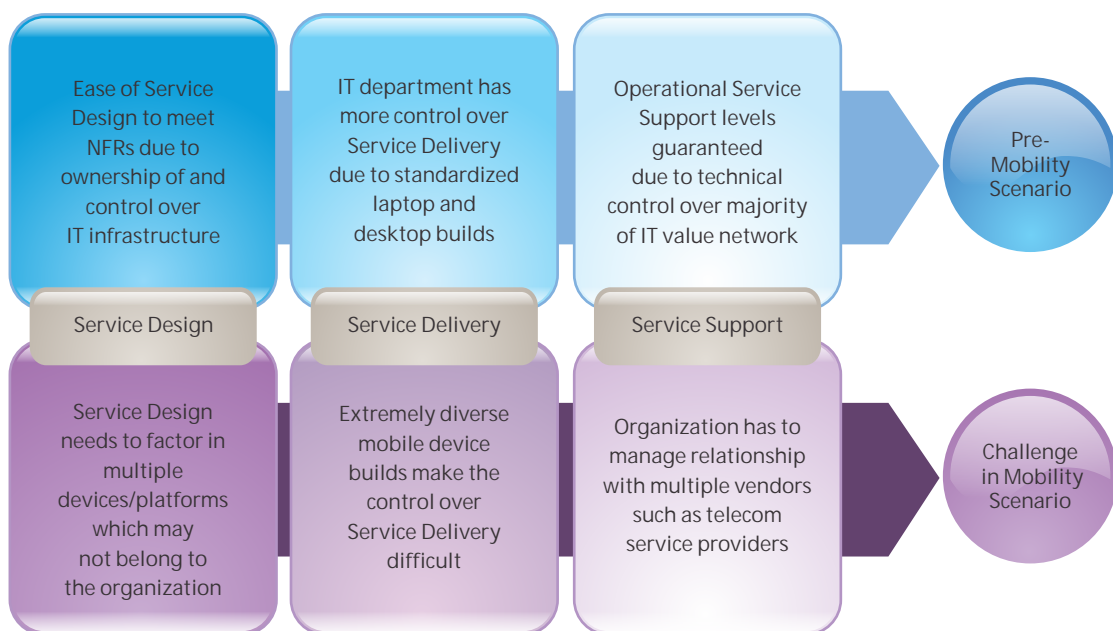 Ease of Service
Design to meet
NFRs due to
ownership of and
control over
IT infrastructure
IT department has
more control over
Service Delivery
due to standardized
laptop and
desktop builds
Operational Service
Support levels
guaranteed
due to technical
control over majority
of IT value network
Pre-
Mobility
Scenario
Service Design
Service Delivery
Service Support
Service Design
needs to factor in
multiple
devices/platforms
which may
not belong to
the organization
Extremely diverse
mobile device
builds make the
control over
Service Delivery
difficult
Organization has to
manage relationship
with multiple vendors
such as telecom
service providers
Challenge
in Mobility
Scenario